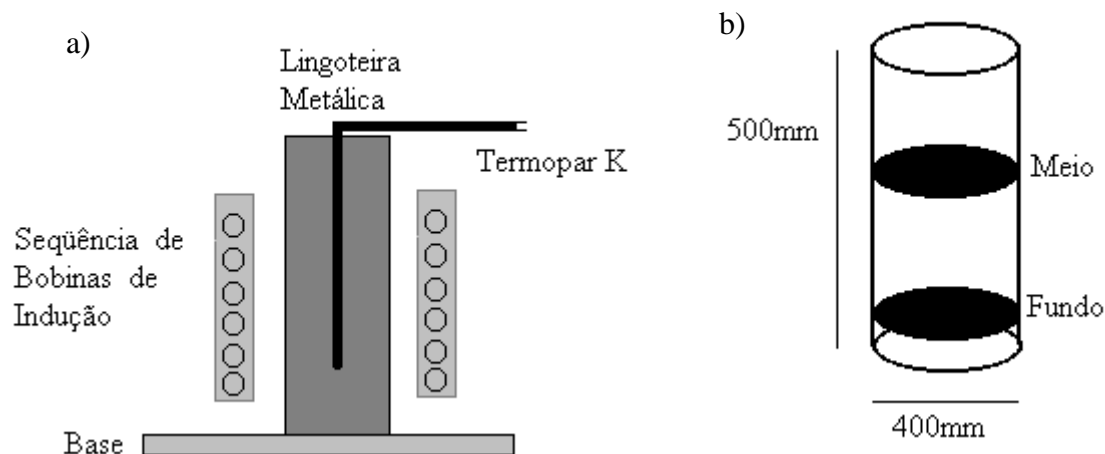 a)
Lingoteira
Metálica
Termopar K
Seqüência de
Bobinas de
Indução
Base
b)
500mm
Meio
Fundo
400mm